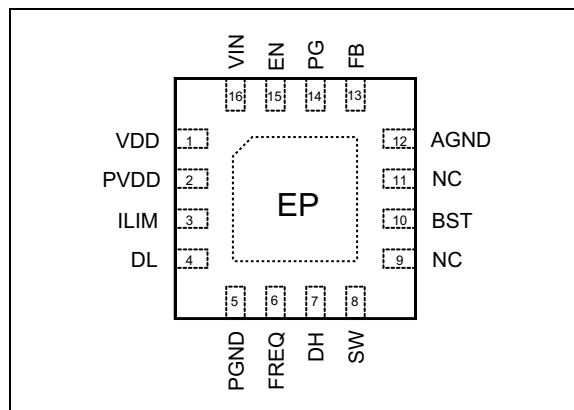 VIN EN PG FB
16 15 14 13
VDD 1 12 AGND
PVDD 2 11 NC
EP
ILIM 3 10 BST
DL 4 9 NC
5 6 7 8
PGND FREQ DH SW